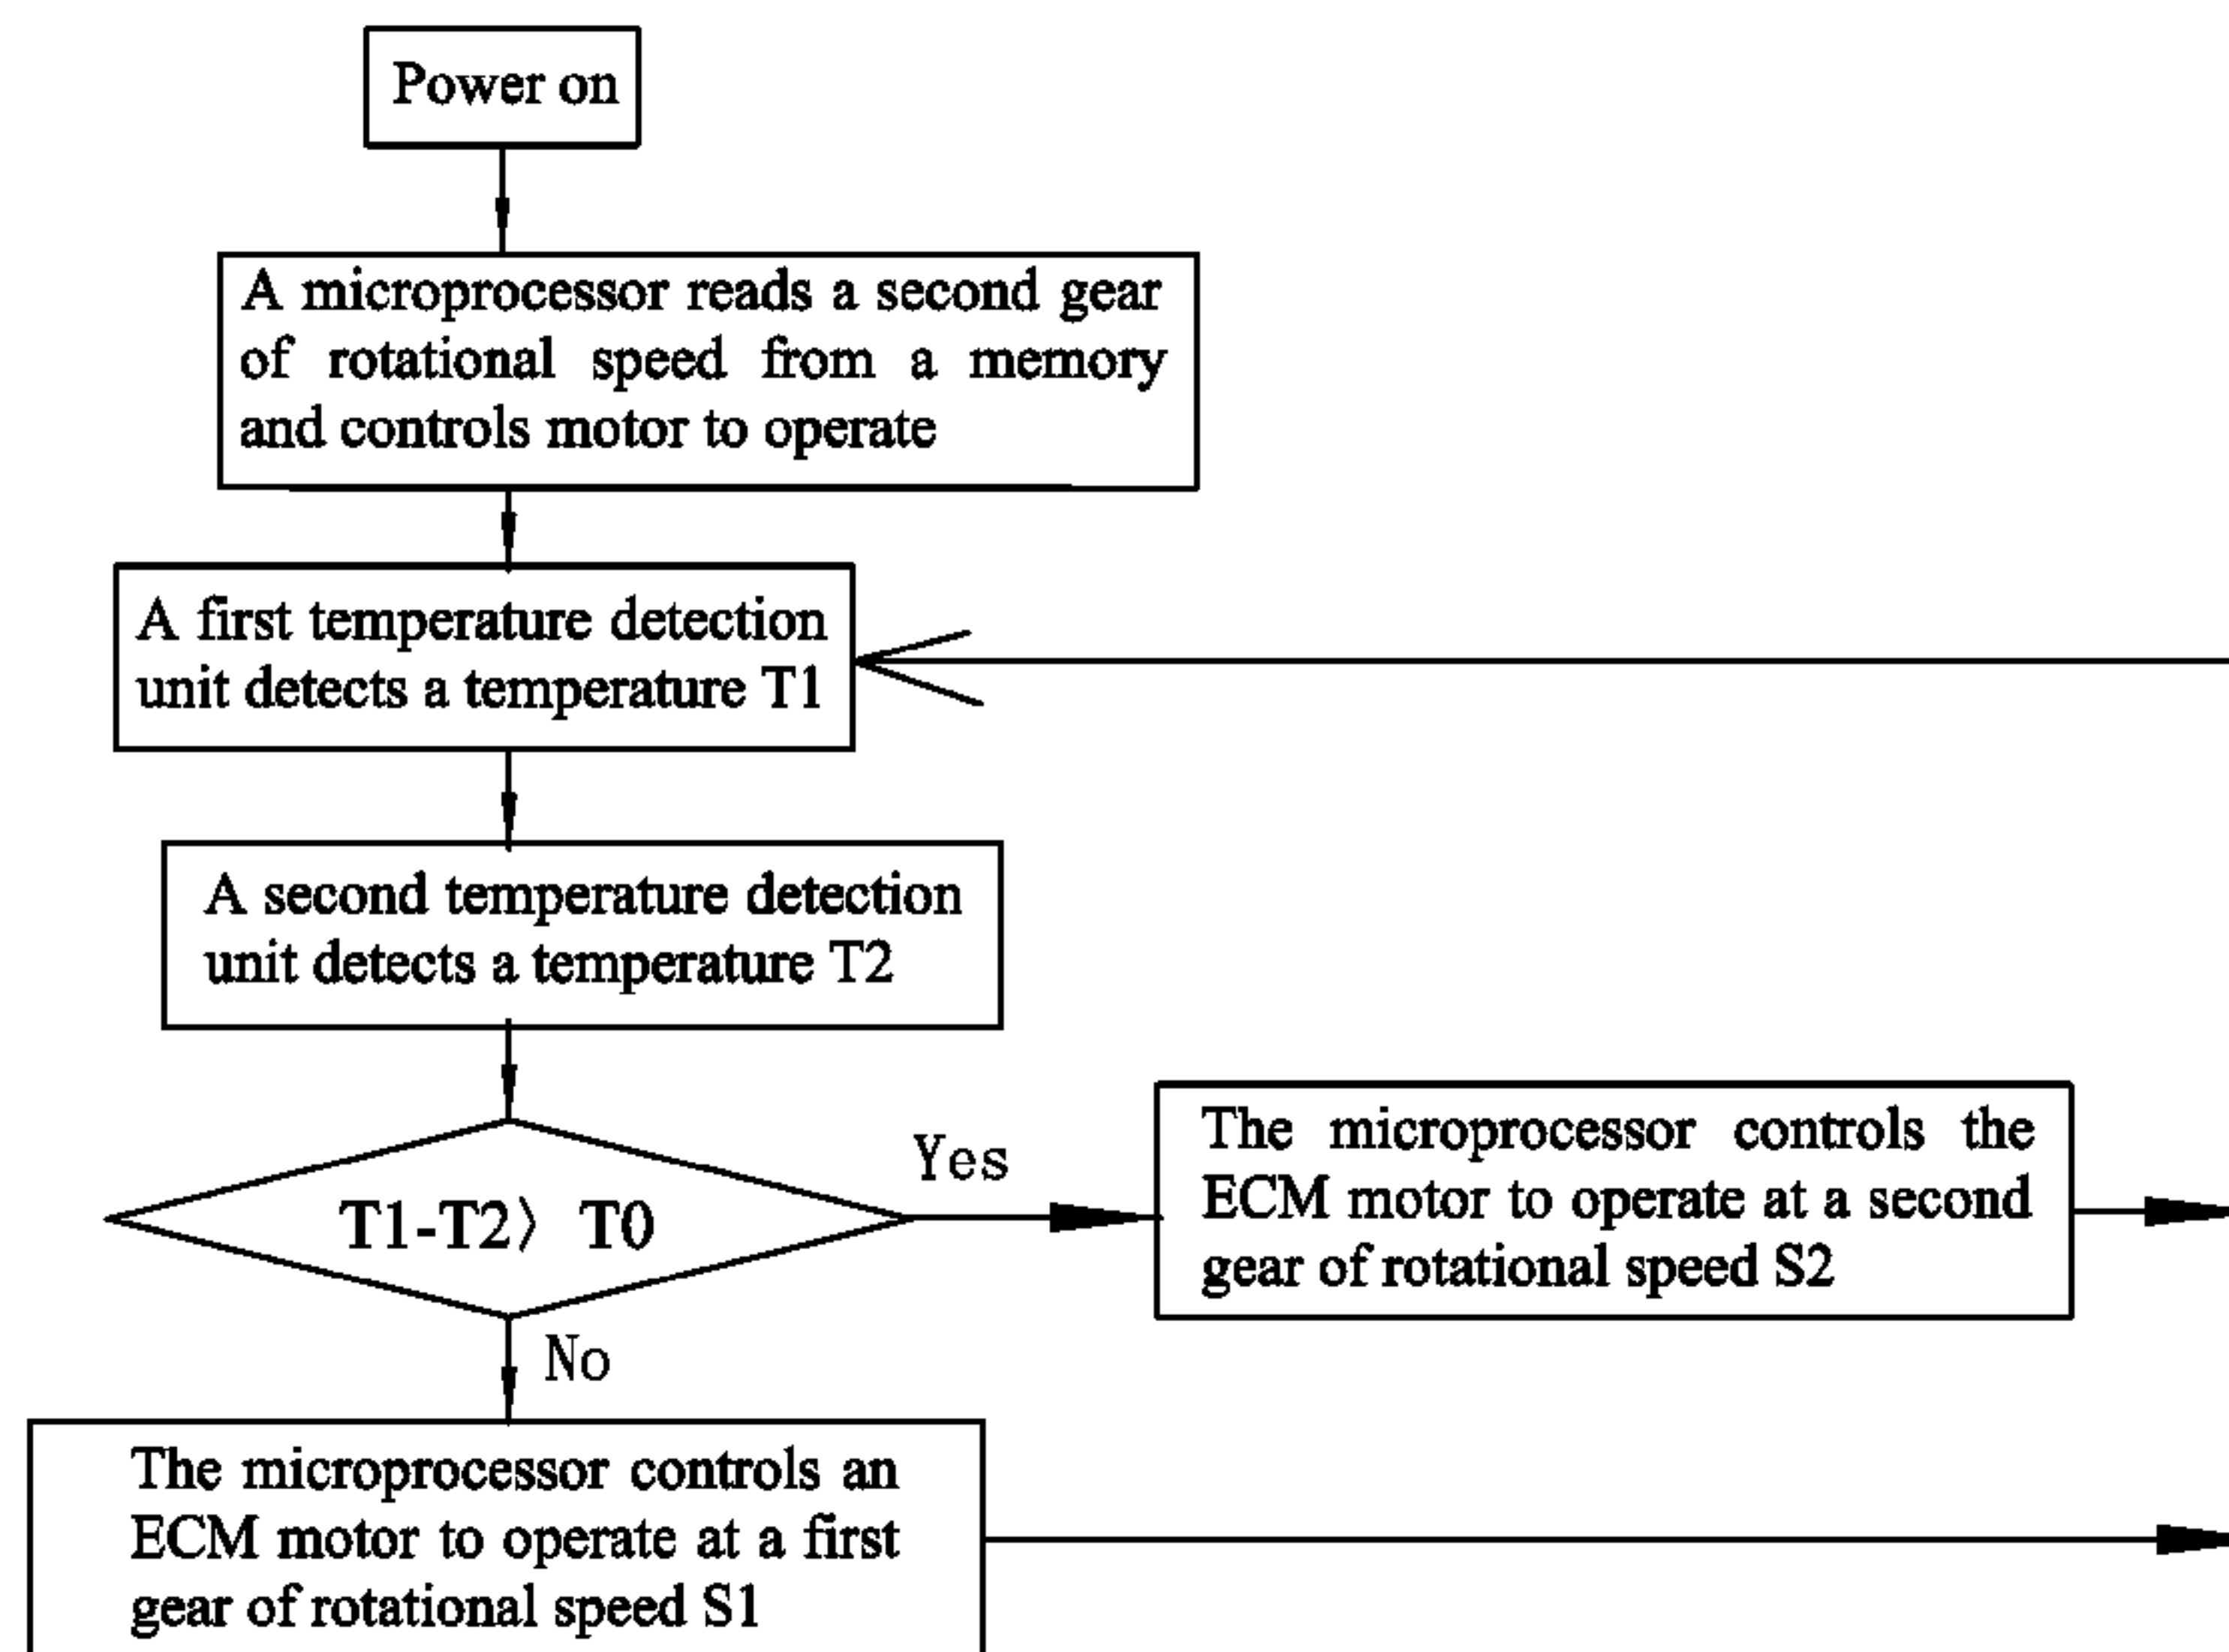 Power on
A microprocessor reads a second gear
of rotational speed from a memory
and controls motor to operate
A first temperature detection
unit detects a temperature T1
A second temperature detection
unit detects a temperature T2
T1-T2〉 T0
Yes
The microprocessor controls the
ECM motor to operate at a second
gear of rotational speed S2
No
The microprocessor controls an
ECM motor to operate at a first
gear of rotational speed S1